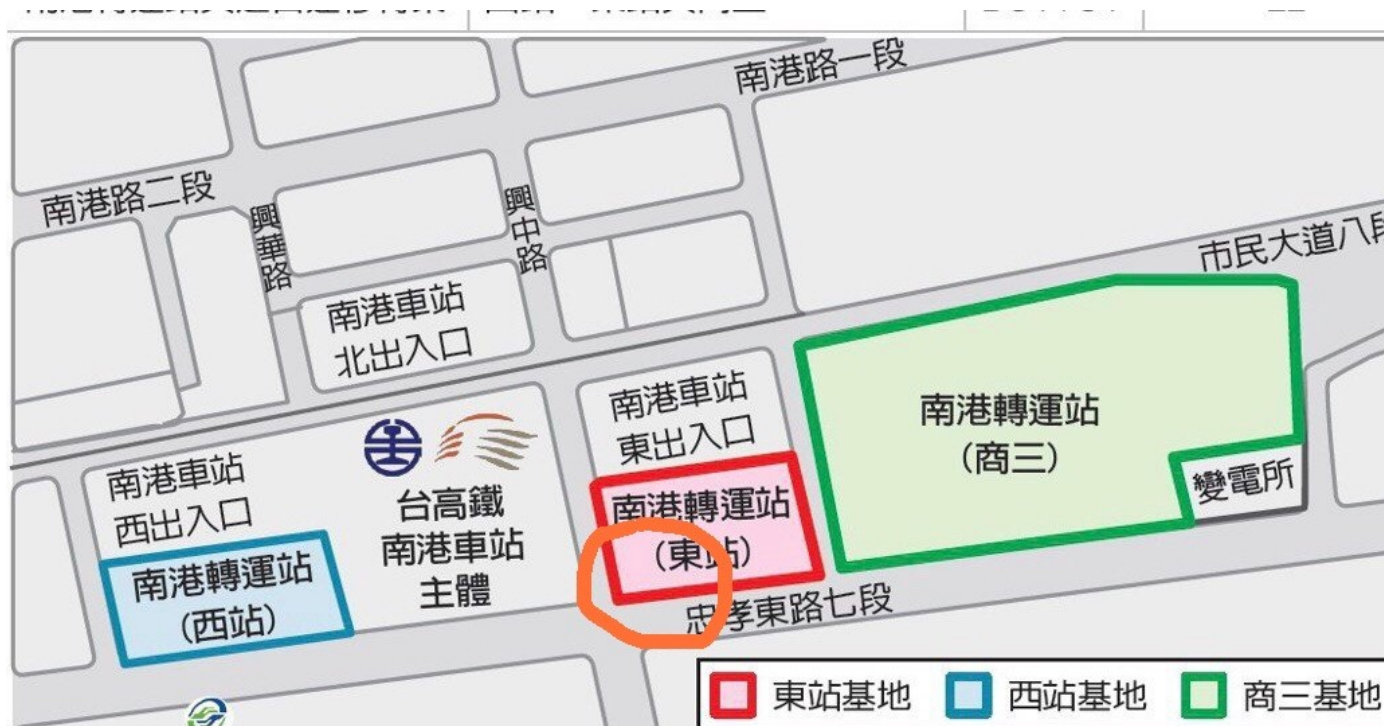 南港路一段
南港路二段
興華路
興中路
市民大道八段
南港車站
北出入口
南港車站
東出入口
南港轉運站
(商三)
變電所
南港車站
西出入口
台高鐵
南港車站
主體
南港轉運站
(東站)
南港轉運站
(西站)
忠孝東路七段
東站基地
西站基地
商三基地